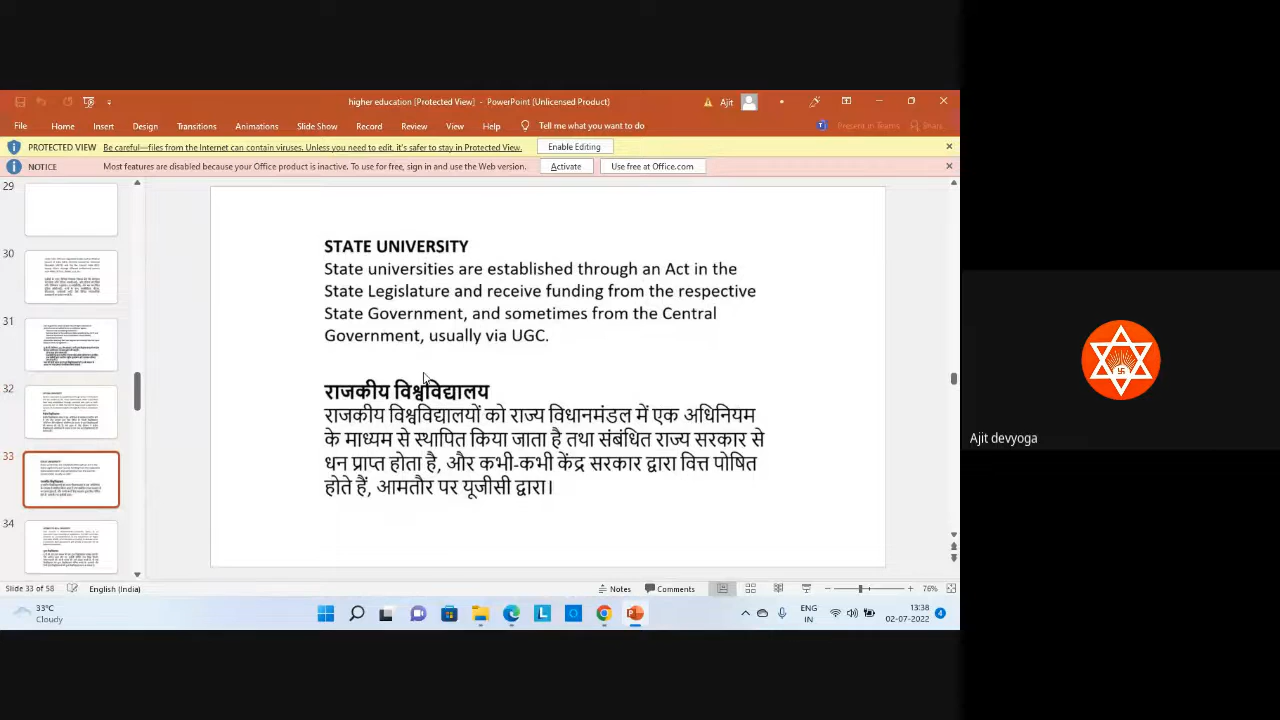 higher education [Protected View] - PowerPoint (Unlicensed Product)
Ajit
File Home Insert Design Transitions Animations Slide Show Record Review View Help Tell me what you want to do Present in Teams Share
PROTECTED VIEW Be careful—files from the Internet can contain viruses. Unless you need to edit, it's safer to stay in Protected View. Enable Editing
NOTICE Most features are disabled because your Office product is inactive. To use for free, sign in and use the Web version. Activate Use free at Office.com
29
30
31
32
33
34
STATE UNIVERSITY
State universities are established through an Act in the
State Legislature and receive funding from the respective
State Government, and sometimes from the Central
Government, usually via UGC.
राजकीय विश्वविद्यालय
राजकीय विश्वविद्यालयों को राज्य विधानमंडल में एक अधिनियम
के माध्यम से स्थापित किया जाता है तथा संबंधित राज्य सरकार से
धन प्राप्त होता है, और कभी-कभी केंद्र सरकार द्वारा वित्त पोषित
होते हैं, आमतौर पर यूजीसी द्वारा।
Ajit devyoga
Slide 33 of 58 English (India) Notes Comments 76%
33°C
Cloudy
ENG
IN
13:38
02-07-2022
4